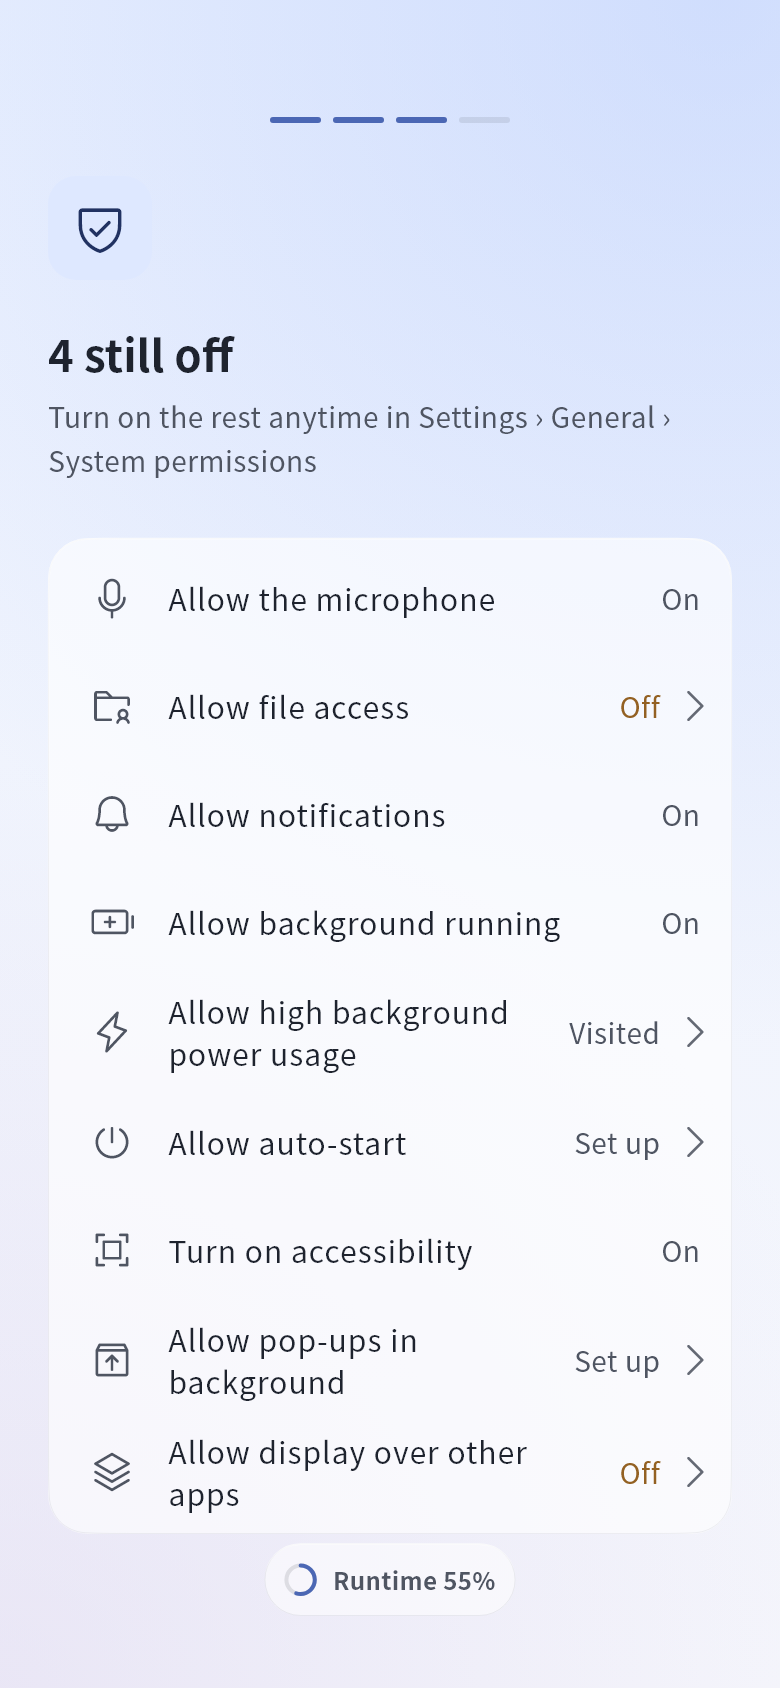 4 still off
Turn on the rest anytime in Settings › General ›
System permissions
Allow the microphone
On
Allow file access
Off
Allow notifications
On
Allow background running
On
Allow high background
power usage
Visited
Allow auto-start
Set up
Turn on accessibility
On
Allow pop-ups in
background
Set up
Allow display over other
apps
Off
Runtime 55%